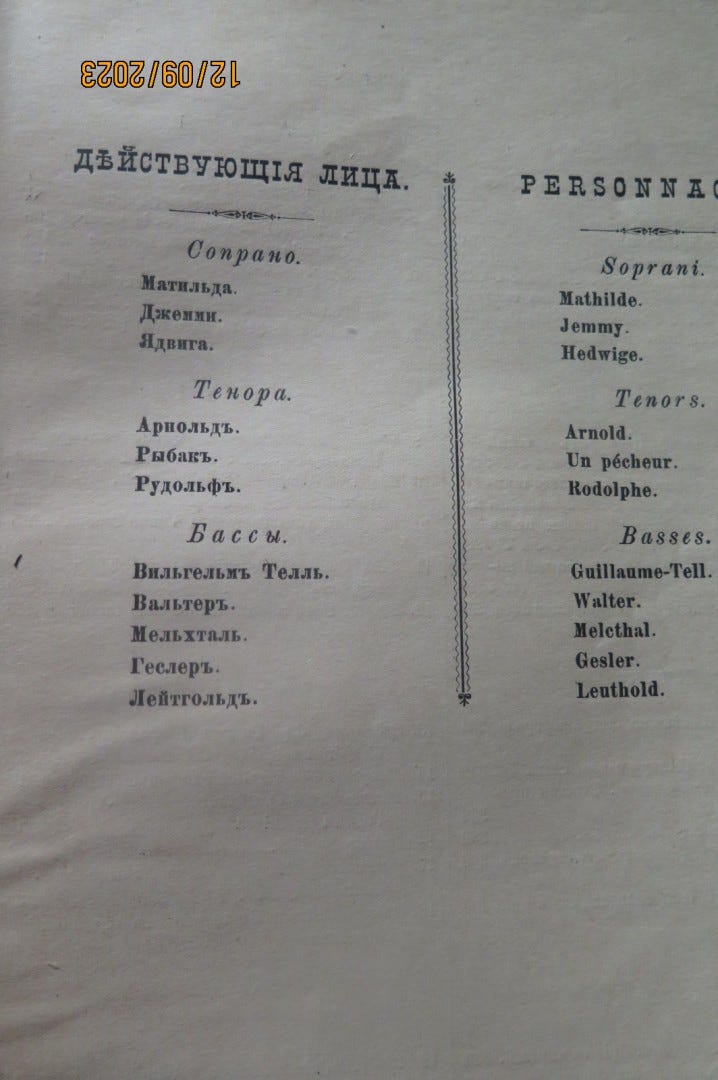 12/09/2023
ДѢЙСТВУЮЩІЯ ЛИЦА.
Сопрано.
Матильда.
Джемми.
Ядвига.
Тенора.
Арнольдъ.
Рыбакъ.
Рудольфъ.
Бассы.
Вильгельмъ Телль.
Вальтеръ.
Мельхталь.
Геслеръ.
Лейтгольдъ.
PERSONNAG
Soprani.
Mathilde.
Jemmy.
Hedwige.
Tenors.
Arnold.
Un pécheur.
Rodolphe.
Basses.
Guillaume-Tell.
Walter.
Melcthal.
Gesler.
Leuthold.